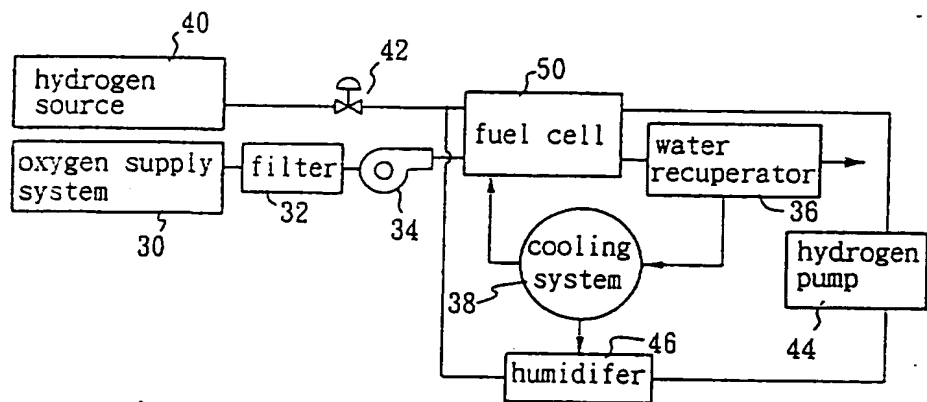 40
hydrogen
source
42
50
fuel cell
oxygen supply
system
30
filter
32
34
water
recuperator
36
cooling
system
38
hydrogen
pump
44
46
humidifer